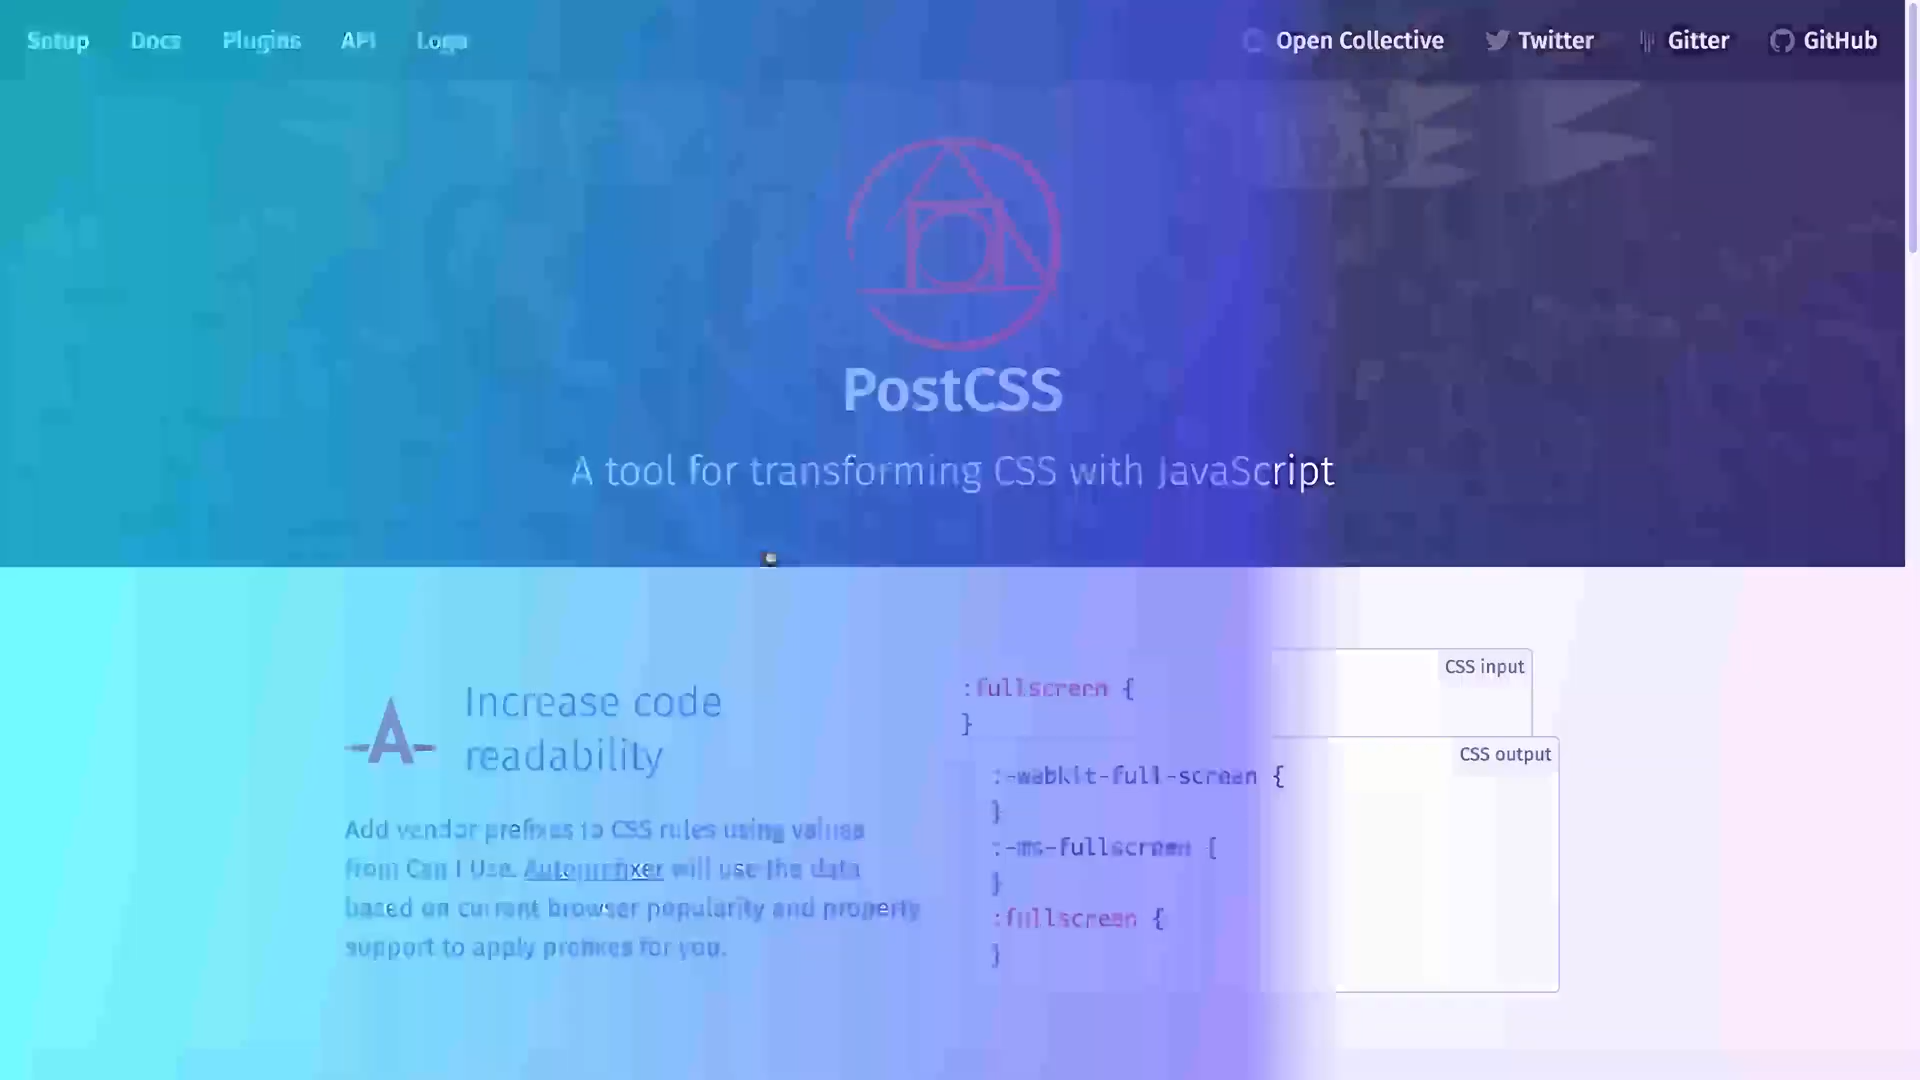 Setup Docs Plugins API Logo Open Collective Twitter Gitter GitHub
PostCSS
A tool for transforming CSS with JavaScript
Increase code
readability
Add vendor prefixes to CSS rules using values
from Can I Use. Autoprefixer will use the data
based on current browser popularity and property
support to apply prefixes for you.
CSS input
:fullscreen {
}
CSS output
:-webkit-full-screen {
}
:-ms-fullscreen {
}
:fullscreen {
}